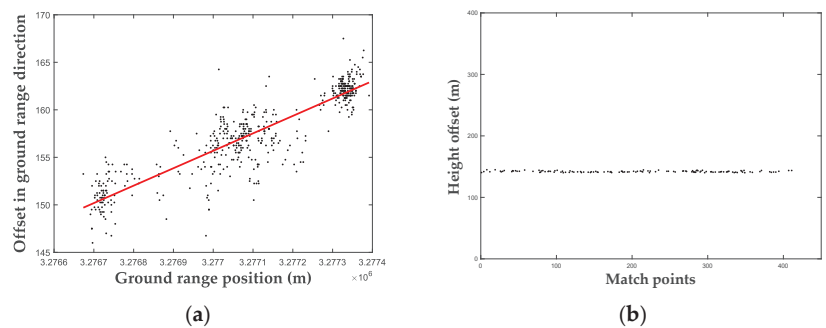 170
165
160
155
150
145
Offset in ground range direction
3.2766 3.2767 3.2768 3.2769 3.277 3.2771 3.2772 3.2773 3.2774
×10⁶
Ground range position (m)
(a)
400
300
200
100
0
Height offset (m)
0 100 200 300 400
Match points
(b)